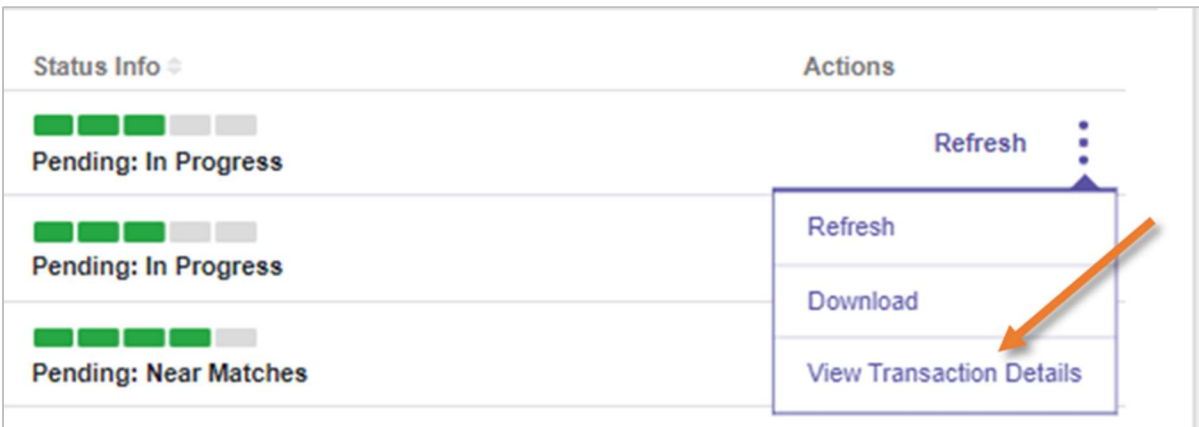 Status Info
Actions
Pending: In Progress
Refresh
Refresh
Pending: In Progress
Download
Pending: Near Matches
View Transaction Details